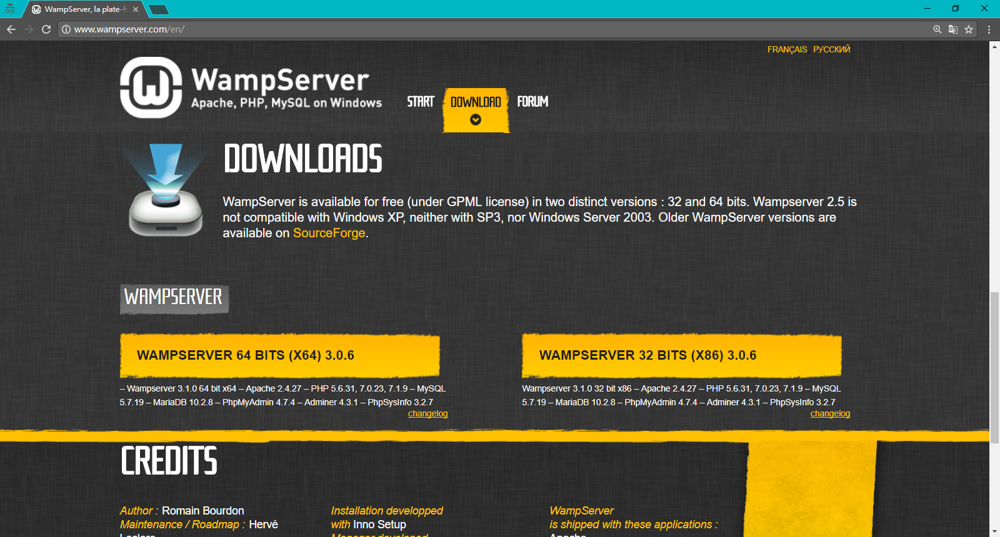 WampServer, la plate-f
www.wampserver.com/en/
FRANÇAIS РУССКИЙ
WampServer
Apache, PHP, MySQL on Windows
START DOWNLOAD FORUM
DOWNLOADS
WampServer is available for free (under GPML license) in two distinct versions : 32 and 64 bits. Wampserver 2.5 is
not compatible with Windows XP, neither with SP3, nor Windows Server 2003. Older WampServer versions are
available on SourceForge.
WAMPSERVER
WAMPSERVER 64 BITS (X64) 3.0.6
– Wampserver 3.1.0 64 bit x64 – Apache 2.4.27 – PHP 5.6.31, 7.0.23, 7.1.9 – MySQL
5.7.19 – MariaDB 10.2.8 – PhpMyAdmin 4.7.4 – Adminer 4.3.1 – PhpSysInfo 3.2.7
changelog
WAMPSERVER 32 BITS (X86) 3.0.6
Wampserver 3.1.0 32 bit x86 – Apache 2.4.27 – PHP 5.6.31, 7.0.23, 7.1.9 – MySQL
5.7.19 – MariaDB 10.2.8 – PhpMyAdmin 4.7.4 – Adminer 4.3.1 – PhpSysInfo 3.2.7
changelog
CREDITS
Author : Romain Bourdon
Maintenance / Roadmap : Hervé
Installation developped
with Inno Setup
Manager developed
WampServer
is shipped with these applications :
Apache